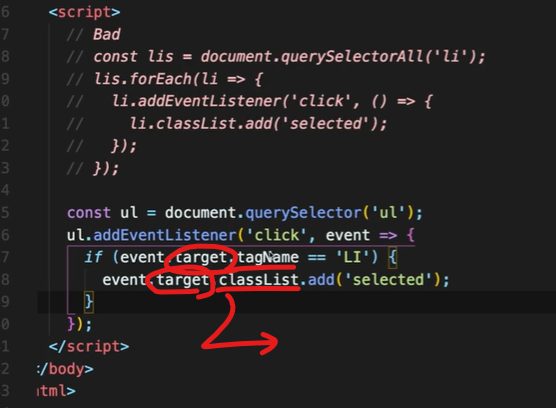 6 <script>
7 // Bad
8 // const lis = document.querySelectorAll('li');
9 // lis.forEach(li => {
0 //   li.addEventListener('click', () => {
1 //     li.classList.add('selected');
2 //   });
3 // });
4
5 const ul = document.querySelector('ul');
6 ul.addEventListener('click', event => {
7   if (event.target.tagName == 'LI') {
8     event.target.classList.add('selected');
9   }
0 });
1 </script>
2 :/body>
3 ıtml>